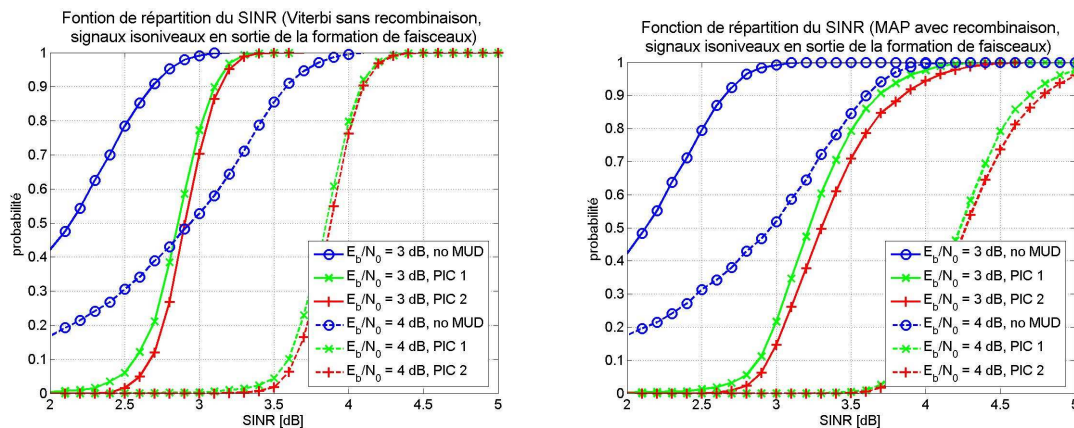 Fontion de répartition du SINR (Viterbi sans recombinaison,
signaux isoniveaux en sortie de la formation de faisceaux)
1
0.9
0.8
0.7
0.6
0.5
0.4
0.3
0.2
0.1
0
probabilité
E_b/N_0 = 3 dB, no MUD
E_b/N_0 = 3 dB, PIC 1
E_b/N_0 = 3 dB, PIC 2
E_b/N_0 = 4 dB, no MUD
E_b/N_0 = 4 dB, PIC 1
E_b/N_0 = 4 dB, PIC 2
2 2.5 3 3.5 4 4.5 5
SINR [dB]
Fonction de répartition du SINR (MAP avec recombinaison,
signaux isoniveaux en sortie de la formation de faisceaux)
1
0.9
0.8
0.7
0.6
0.5
0.4
0.3
0.2
0.1
0
probabilité
E_b/N_0 = 3 dB, no MUD
E_b/N_0 = 3 dB, PIC 1
E_b/N_0 = 3 dB, PIC 2
E_b/N_0 = 4 dB, no MUD
E_b/N_0 = 4 dB, PIC 1
E_b/N_0 = 4 dB, PIC 2
2 2.5 3 3.5 4 4.5 5
SINR [dB]